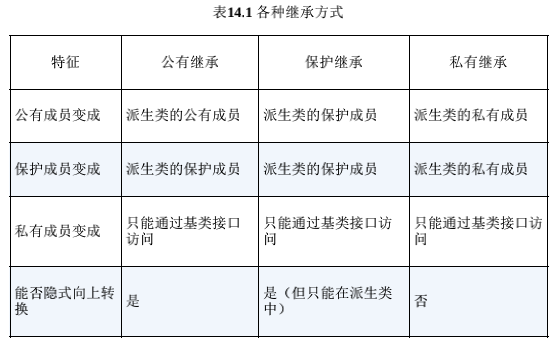 表14.1 各种继承方式
特征 公有继承 保护继承 私有继承
公有成员变成 派生类的公有成员 派生类的保护成员 派生类的私有成员
保护成员变成 派生类的保护成员 派生类的保护成员 派生类的私有成员
私有成员变成
只能通过基类接口
访问
只能通过基类接口访
问
只能通过基类接口访
问
能否隐式向上转
换
是
是（但只能在派生类
中）
否